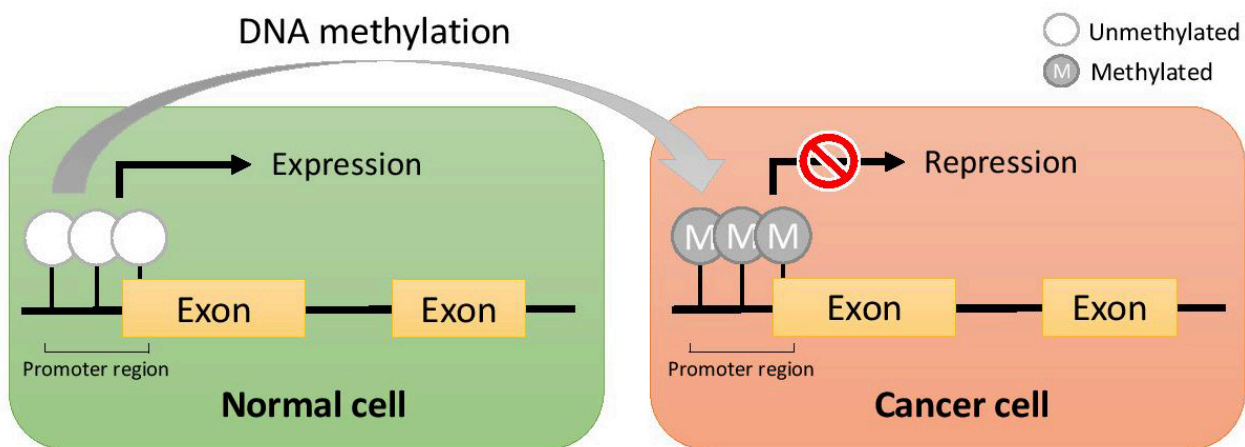 DNA methylation
Unmethylated
M Methylated
Expression
Repression
M M M
Exon Exon
Exon Exon
Promoter region
Promoter region
Normal cell
Cancer cell